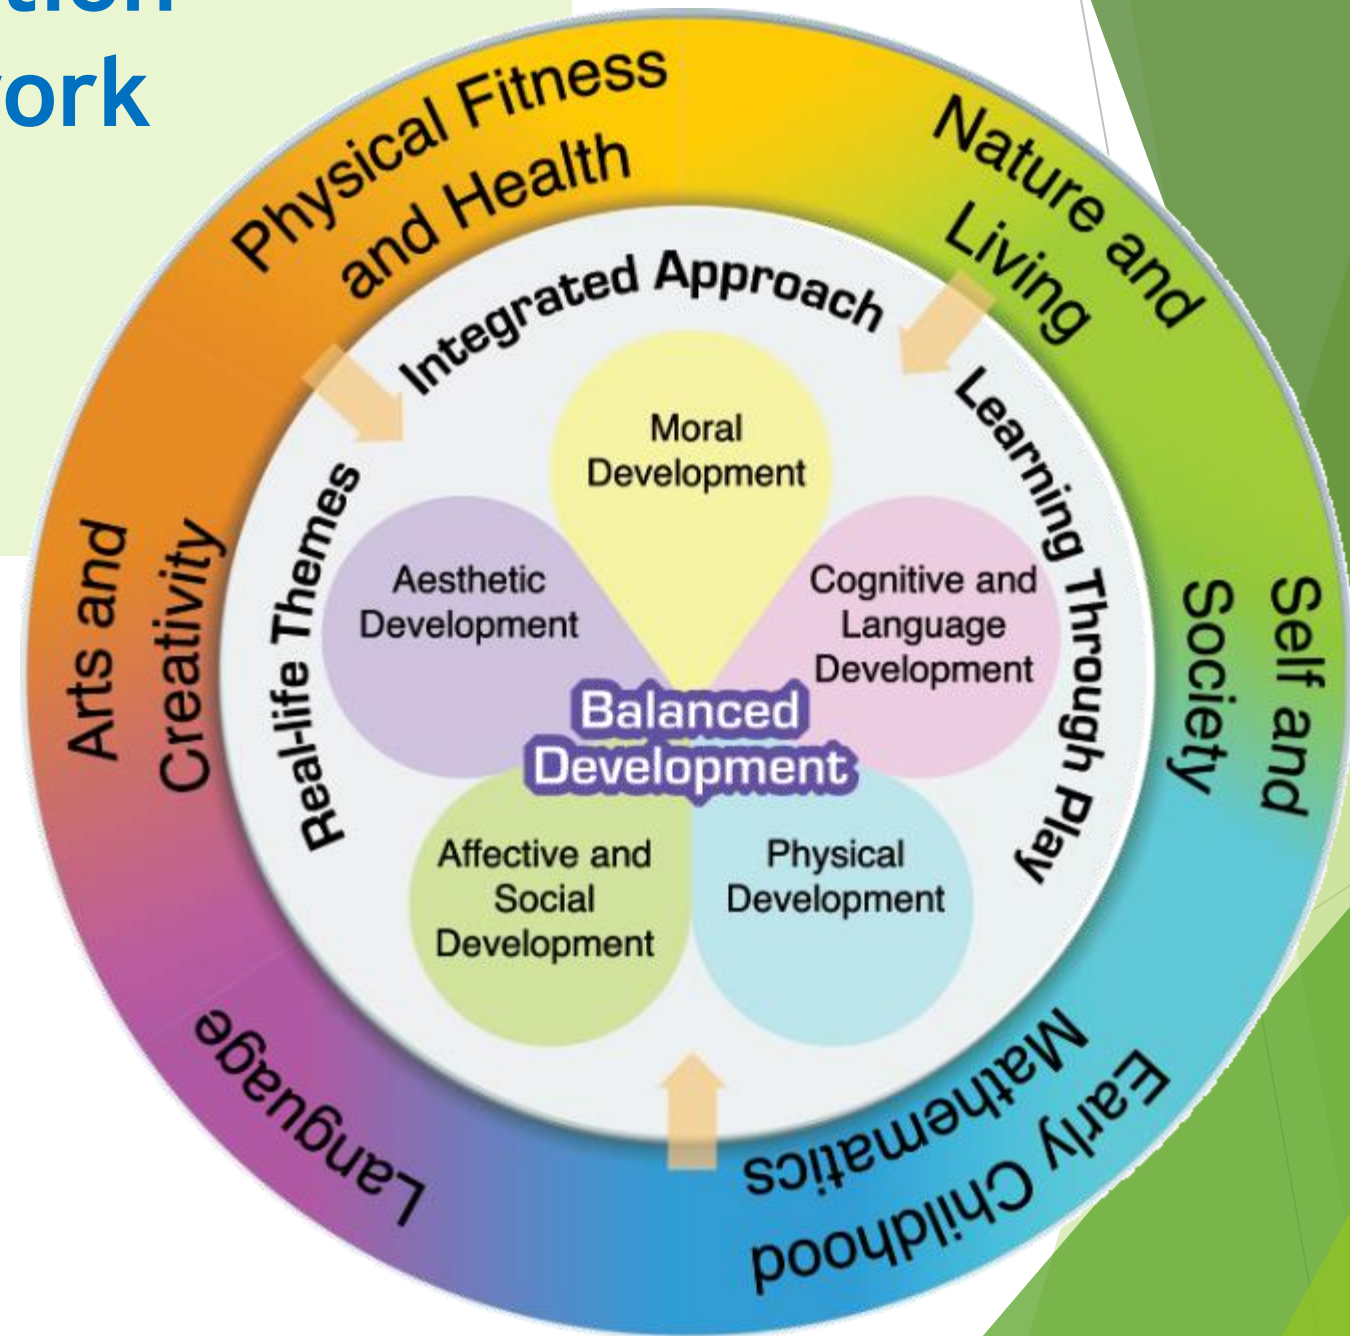 Physical Fitness
and Health
Nature and
Living
Self and
Society
Early Childhood
Mathematics
Language
Arts and
Creativity
Integrated Approach
Learning Through Play
Real-life Themes
Moral
Development
Aesthetic
Development
Cognitive and
Language
Development
Balanced
Development
Affective and
Social
Development
Physical
Development